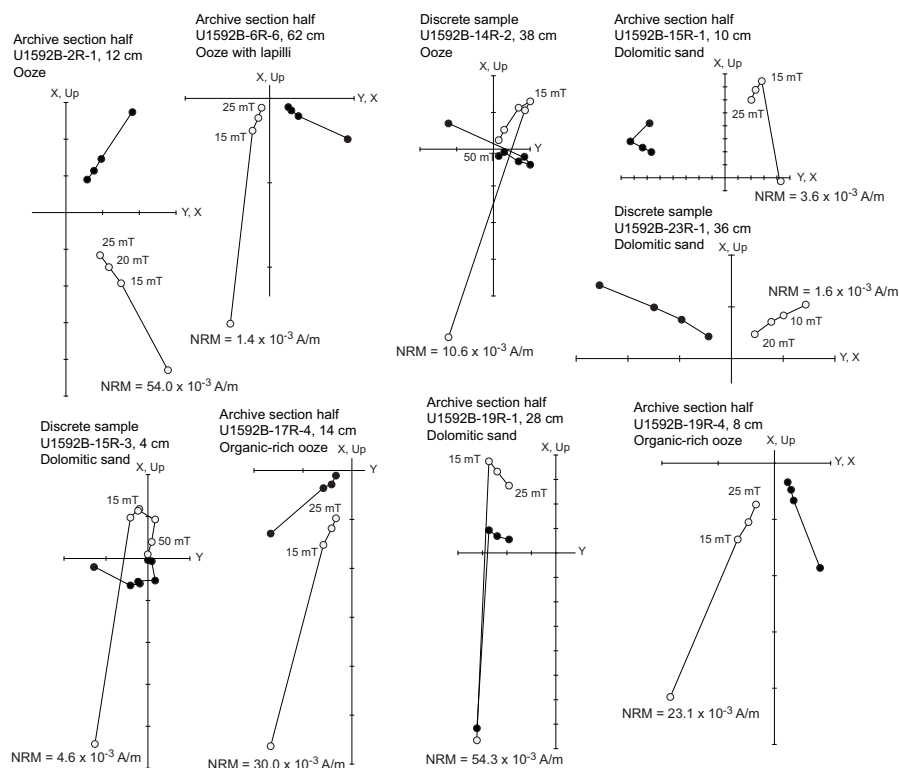 Archive section half
U1592B-2R-1, 12 cm
Ooze
X, Up
Y, X
25 mT
20 mT
15 mT
NRM = 54.0 x 10⁻³ A/m
Archive section half
U1592B-6R-6, 62 cm
Ooze with lapilli
X, Up
Y, X
25 mT
15 mT
NRM = 1.4 x 10⁻³ A/m
Discrete sample
U1592B-14R-2, 38 cm
Ooze
X, Up
15 mT
Y
50 mT
NRM = 10.6 x 10⁻³ A/m
Archive section half
U1592B-15R-1, 10 cm
Dolomitic sand
X, Up
15 mT
25 mT
Y, X
NRM = 3.6 x 10⁻³ A/m
Discrete sample
U1592B-23R-1, 36 cm
Dolomitic sand
X, Up
NRM = 1.6 x 10⁻³ A/m
10 mT
20 mT
Y, X
Discrete sample
U1592B-15R-3, 4 cm
Dolomitic sand
X, Up
15 mT
50 mT
Y
NRM = 4.6 x 10⁻³ A/m
Archive section half
U1592B-17R-4, 14 cm
Organic-rich ooze
X, Up
Y
25 mT
15 mT
NRM = 30.0 x 10⁻³ A/m
Archive section half
U1592B-19R-1, 28 cm
Dolomitic sand
X, Up
15 mT
25 mT
Y
NRM = 54.3 x 10⁻³ A/m
Archive section half
U1592B-19R-4, 8 cm
Organic-rich ooze
X, Up
Y, X
25 mT
15 mT
NRM = 23.1 x 10⁻³ A/m